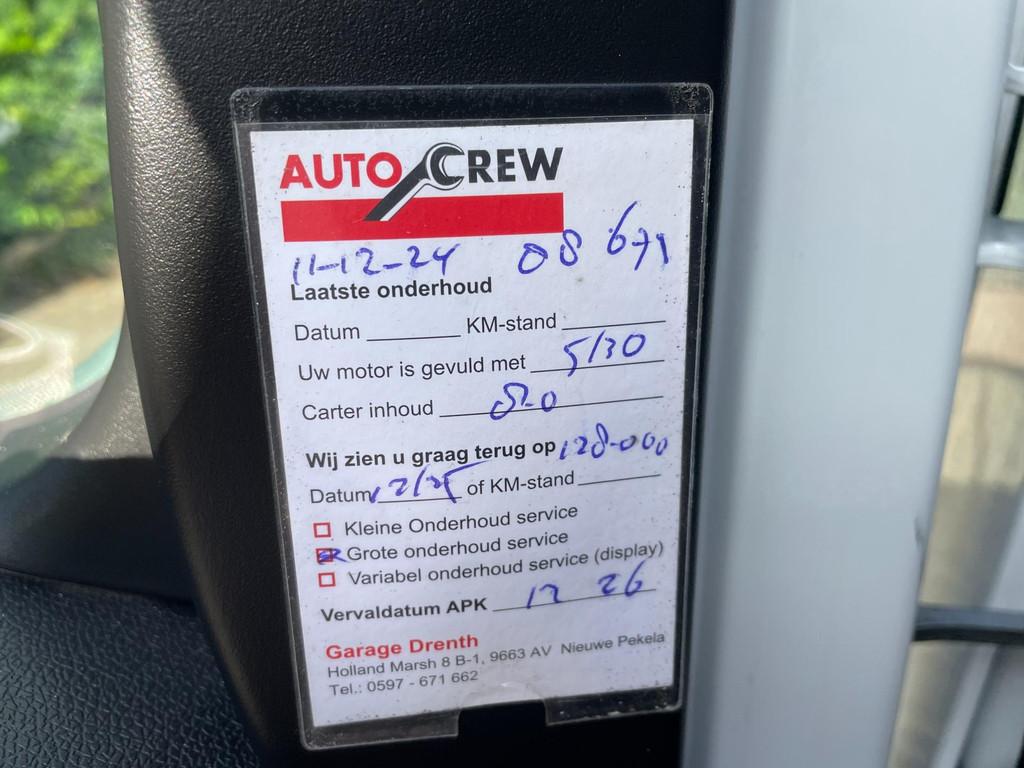 AUTO CREW
11-12-24 08 671
Laatste onderhoud
Datum KM-stand
Uw motor is gevuld met 5/30
Carter inhoud
Wij zien u graag terug op 128-000
Datum 12/25 of KM-stand
Kleine Onderhoud service
Grote onderhoud service
Variabel onderhoud service (display)
Vervaldatum APK 12 26
Garage Drenth
Holland Marsh 8 B-1, 9663 AV Nieuwe Pekela
Tel.: 0597 - 671 662